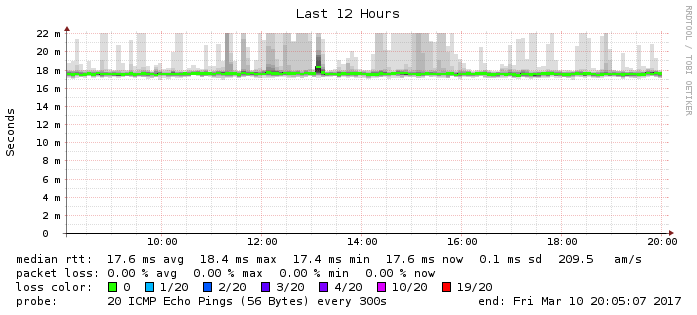 Last 12 Hours
RRDTOOL / TOBI OETIKER
Seconds
22 m
20 m
18 m
16 m
14 m
12 m
10 m
8 m
6 m
4 m
2 m
0
10:00 12:00 14:00 16:00 18:00 20:00
median rtt: 17.6 ms avg 18.4 ms max 17.4 ms min 17.6 ms now 0.1 ms sd 209.5 am/s
packet loss: 0.00 % avg 0.00 % max 0.00 % min 0.00 % now
loss color: 0 1/20 2/20 3/20 4/20 10/20 19/20
probe: 20 ICMP Echo Pings (56 Bytes) every 300s end: Fri Mar 10 20:05:07 2017